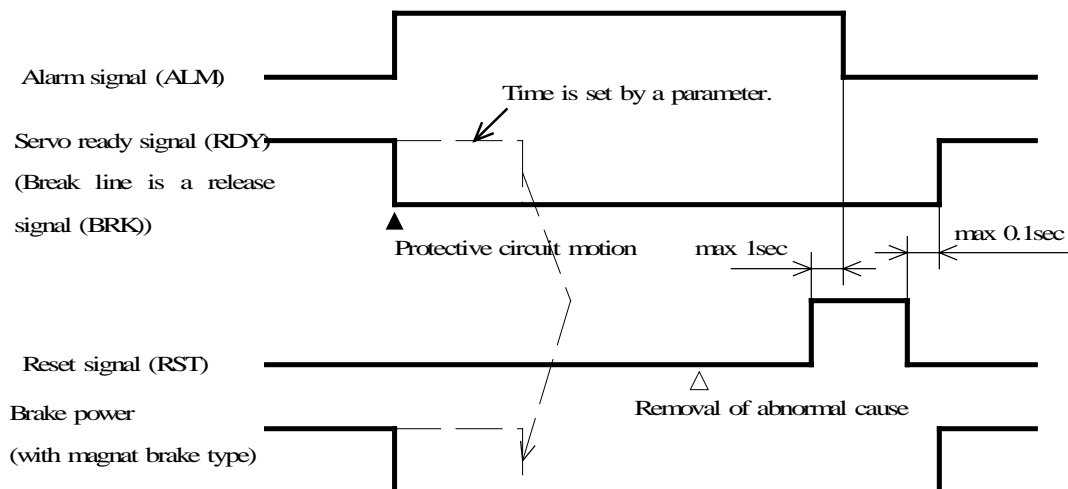 Alarm signal (ALM)
Time is set by a parameter.
Servo ready signal (RDY)
(Break line is a release
signal (BRK))
Protective circuit motion
max 1sec
max 0.1sec
Reset signal (RST)
Removal of abnormal cause
Brake power
(with magnat brake type)